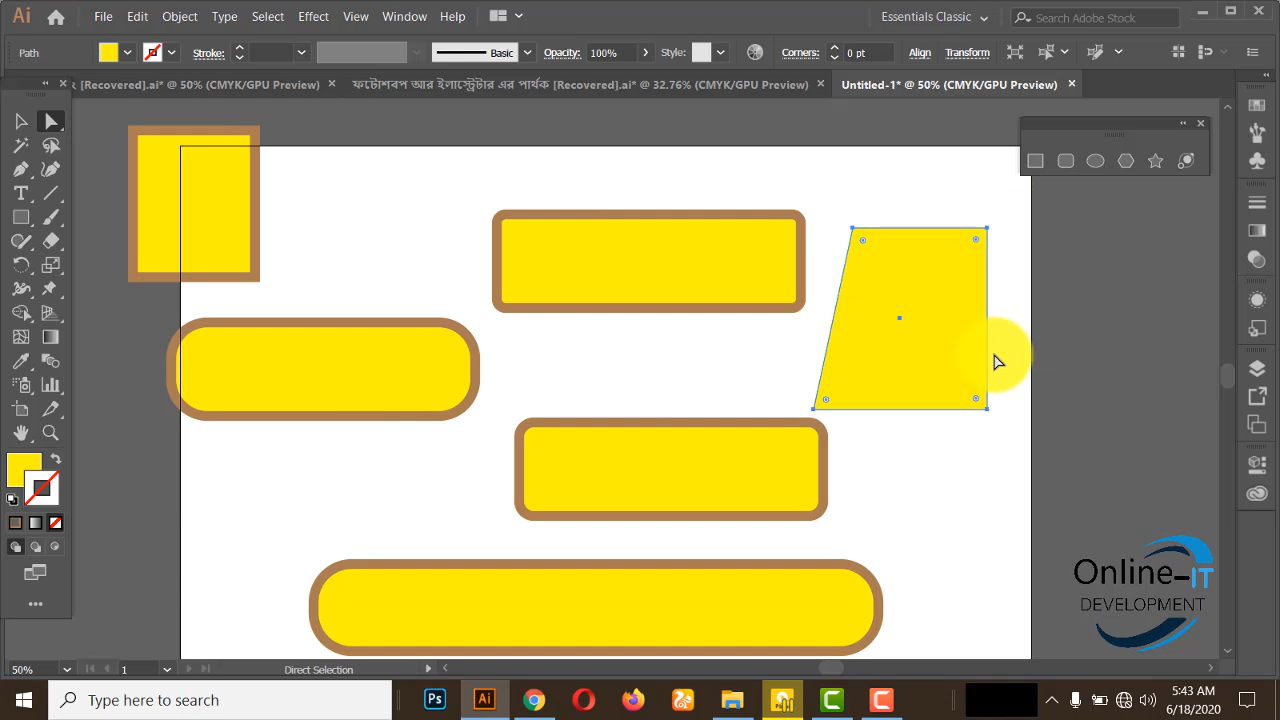 Ai File Edit Object Type Select Effect View Window Help Essentials Classic Search Adobe Stock
Path Stroke: Basic Opacity: 100% Style: Corners: 0 pt Align Transform
[Recovered].ai* @ 50% (CMYK/GPU Preview) ফটোশপ আর ইলাস্ট্রেটর এর পার্থক [Recovered].ai* @ 32.76% (CMYK/GPU Preview) Untitled-1* @ 50% (CMYK/GPU Preview)
Online-IT
DEVELOPMENT
50% 1 Direct Selection
Type here to search Ps Ai 5:43 AM
6/18/2020